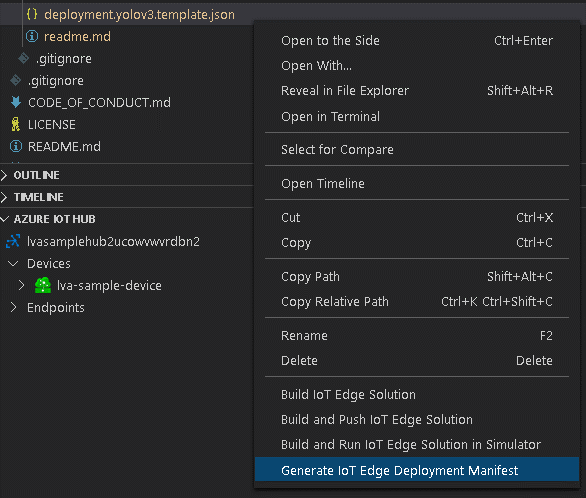 {} deployment.yolov3.template.json
readme.md
.gitignore
.gitignore
CODE_OF_CONDUCT.md
LICENSE
README.md
OUTLINE
TIMELINE
AZURE IOT HUB
lvasamplehub2ucowvwvrdbn2
Devices
lva-sample-device
Endpoints
Open to the Side Ctrl+Enter
Open With...
Reveal in File Explorer Shift+Alt+R
Open in Terminal
Select for Compare
Open Timeline
Cut Ctrl+X
Copy Ctrl+C
Copy Path Shift+Alt+C
Copy Relative Path Ctrl+K Ctrl+Shift+C
Rename F2
Delete Delete
Build IoT Edge Solution
Build and Push IoT Edge Solution
Build and Run IoT Edge Solution in Simulator
Generate IoT Edge Deployment Manifest